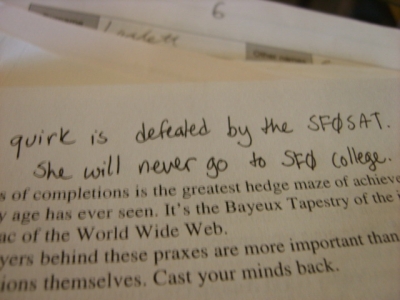 6
quirk is defeated by the SFØSAT.
She will never go to SFØ College.
s of completions is the greatest hedge maze of achieve
y age has ever seen. It's the Bayeux Tapestry of the i
ac of the World Wide Web.
yers behind these praxes are more important than
ions themselves. Cast your minds back.